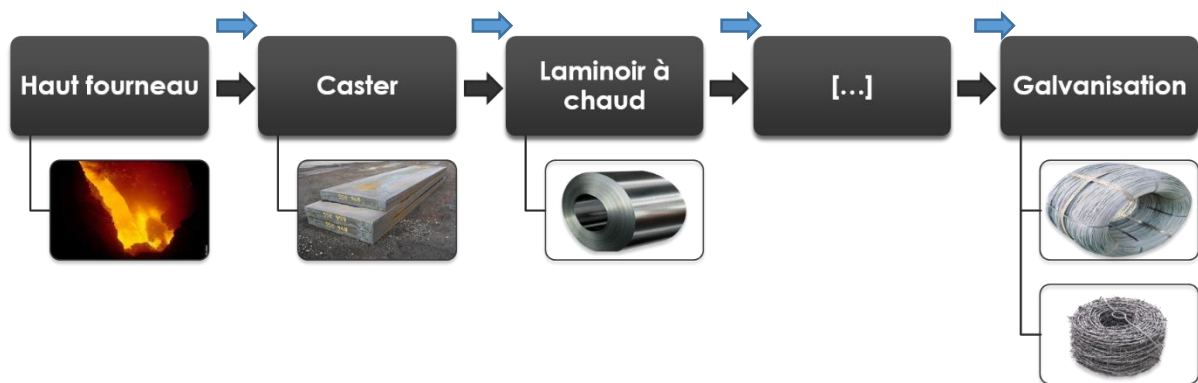 Haut fourneau
Caster
Laminoir à
chaud
[...]
Galvanisation